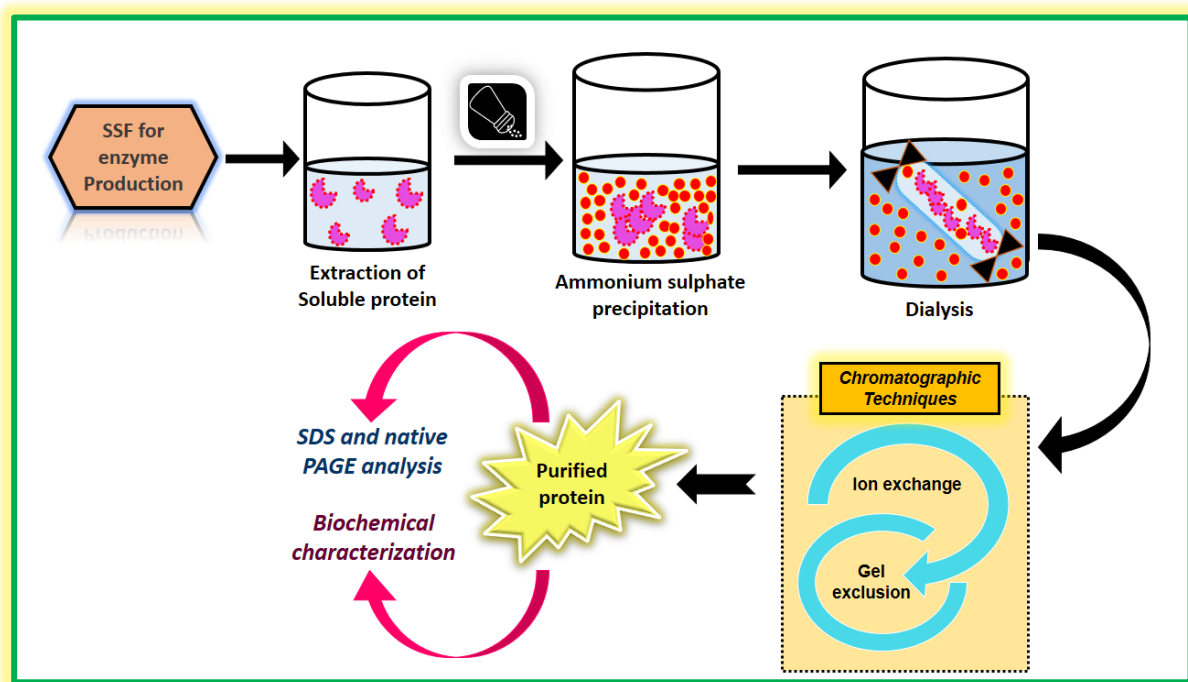 SSF for
enzyme
Production
Extraction of
Soluble protein
Ammonium sulphate
precipitation
Dialysis
Chromatographic
Techniques
Ion exchange
Gel
exclusion
Purified
protein
SDS and native
PAGE analysis
Biochemical
characterization